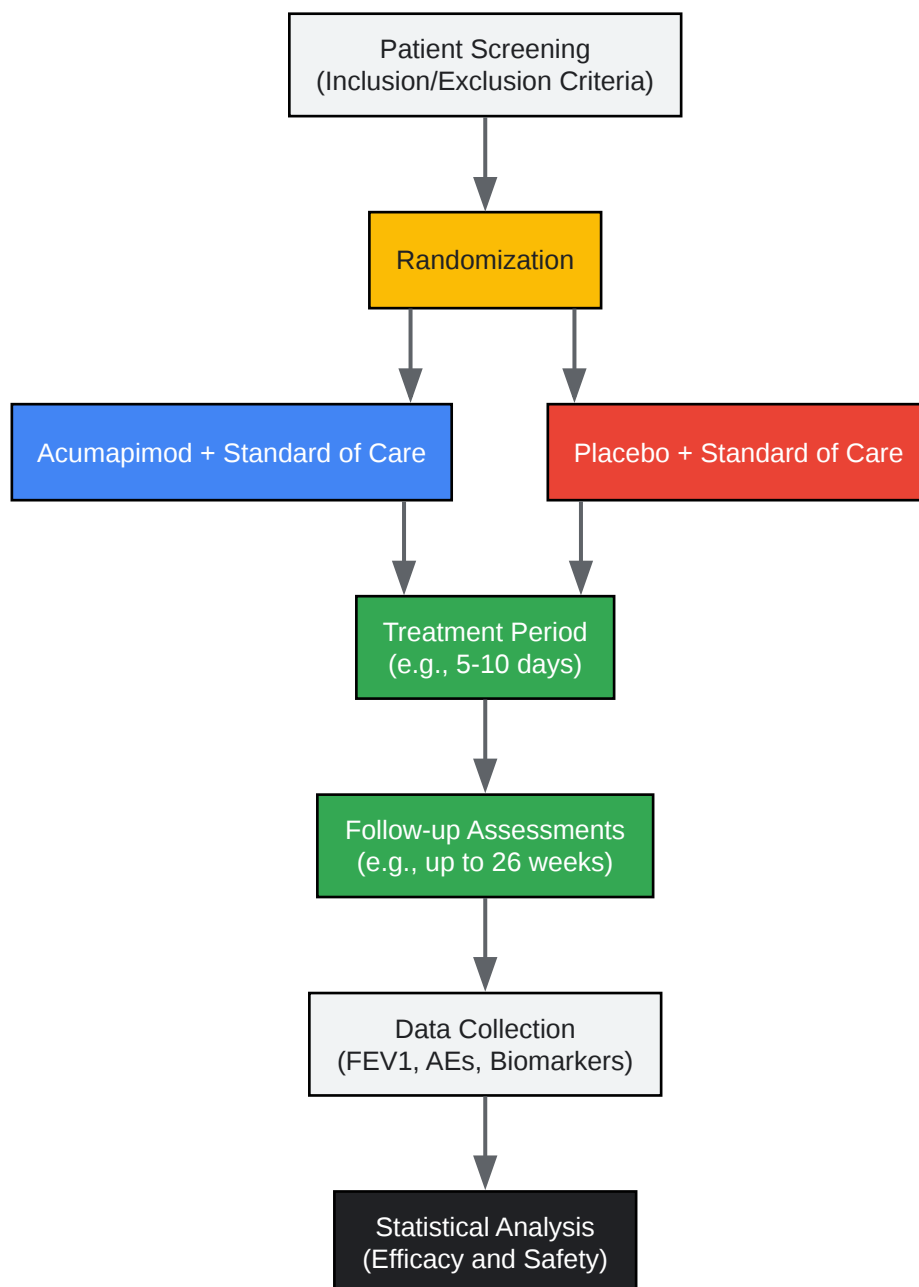 Patient Screening
(Inclusion/Exclusion Criteria)
Randomization
Acumapimod + Standard of Care
Placebo + Standard of Care
Treatment Period
(e.g., 5-10 days)
Follow-up Assessments
(e.g., up to 26 weeks)
Data Collection
(FEV1, AEs, Biomarkers)
Statistical Analysis
(Efficacy and Safety)